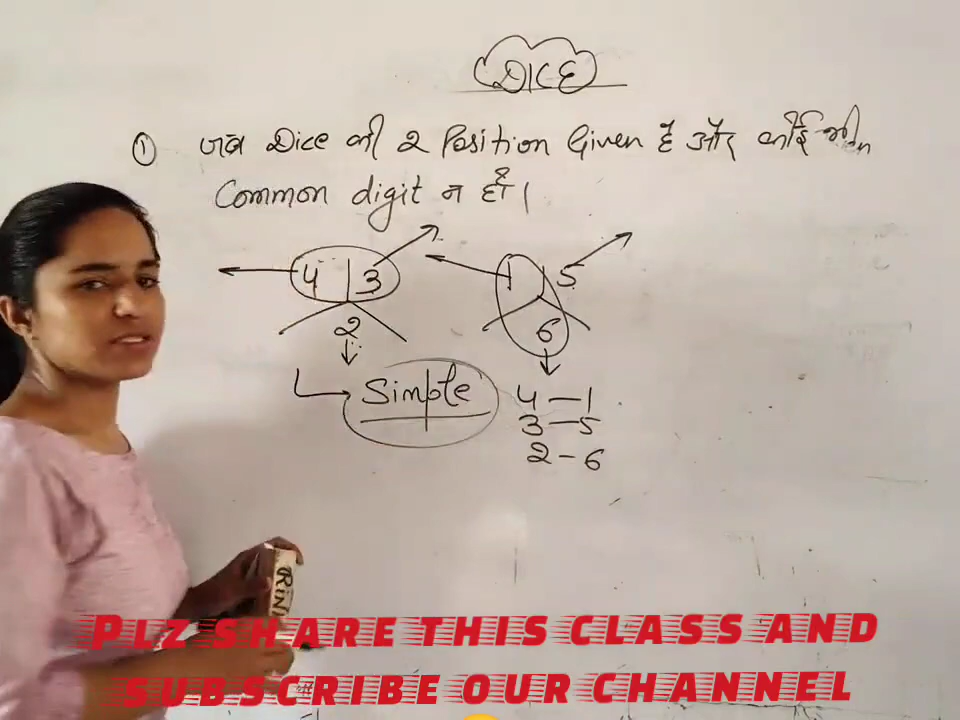 DICE
① जब Dice की 2 Position Given है और कोई भी
Common digit न हो।
4 3
2
1 5
6
Simple
4 — 1
3 — 5
2 - 6
RIN
PLZ SHARE THIS CLASS AND
SUBSCRIBE OUR CHANNEL